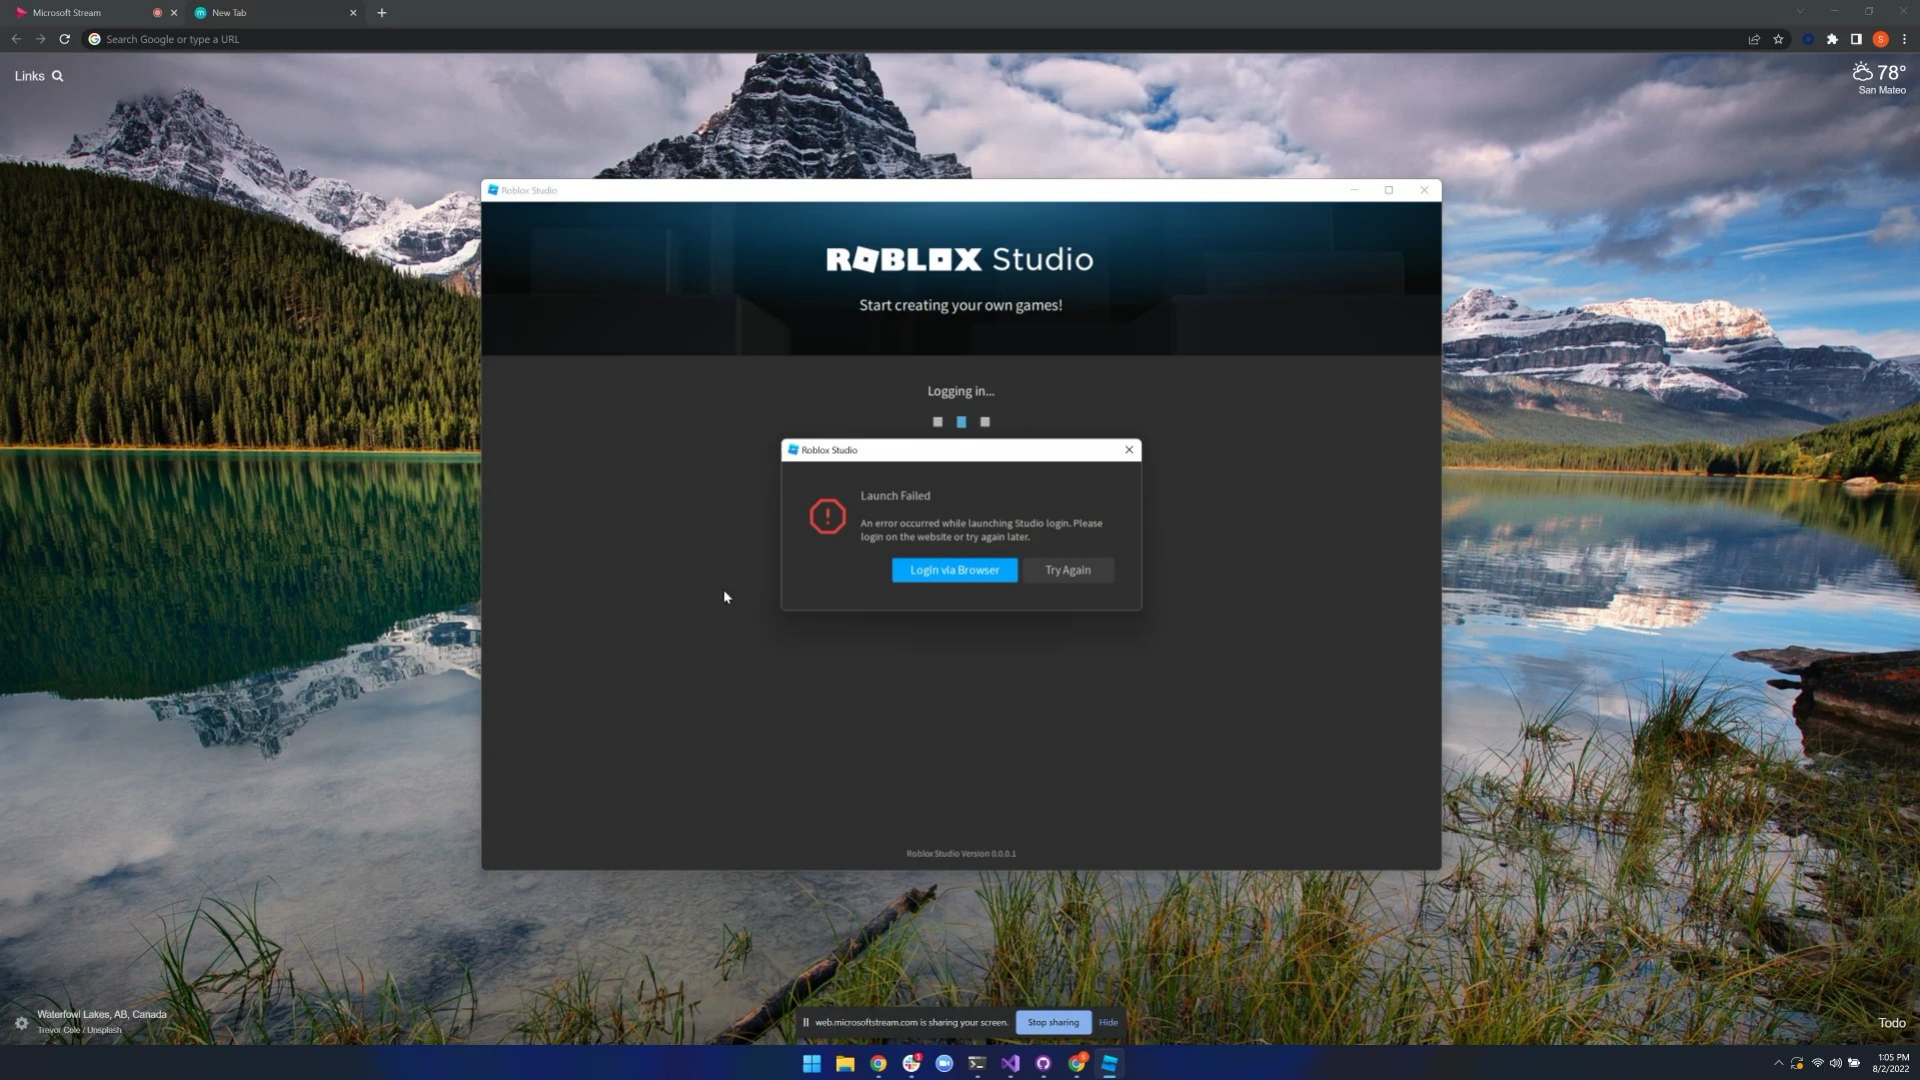 Microsoft Stream
New Tab
Search Google or type a URL
S
Links
78°
San Mateo
Roblox Studio
ROBLOX Studio
Start creating your own games!
Logging in...
Roblox Studio
Launch Failed
An error occurred while launching Studio login. Please
login on the website or try again later.
Login via Browser
Try Again
Roblox Studio Version 0.0.0.1
Waterfowl Lakes, AB, Canada
Trevor Cole / Unsplash
web.microsoftstream.com is sharing your screen.
Stop sharing
Hide
Todo
1:05 PM
8/2/2022